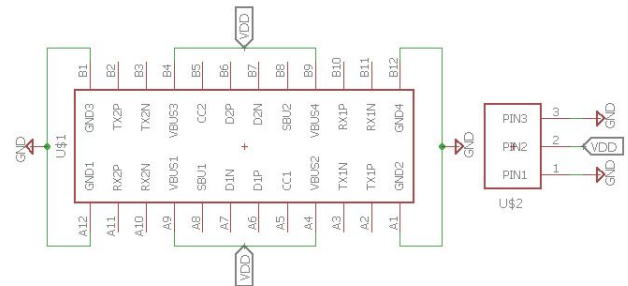 VDD
B1 B2 B3 B4 B5 B6 B7 B8 B9 B10 B11 B12
GND3 TX2P TX2N VBUS3 CC2 D2P D2N SBU2 VBUS4 RX1P RX1N GND4
GND U$1 GND
GND1 RX2P RX2N VBUS1 SBU1 D1N D1P CC1 VBUS2 TX1N TX1P GND2
A12 A11 A10 A9 A8 A7 A6 A5 A4 A3 A2 A1
VDD
PIN3 3 GND
PIN2 2 VDD
PIN1 1 GND
U$2